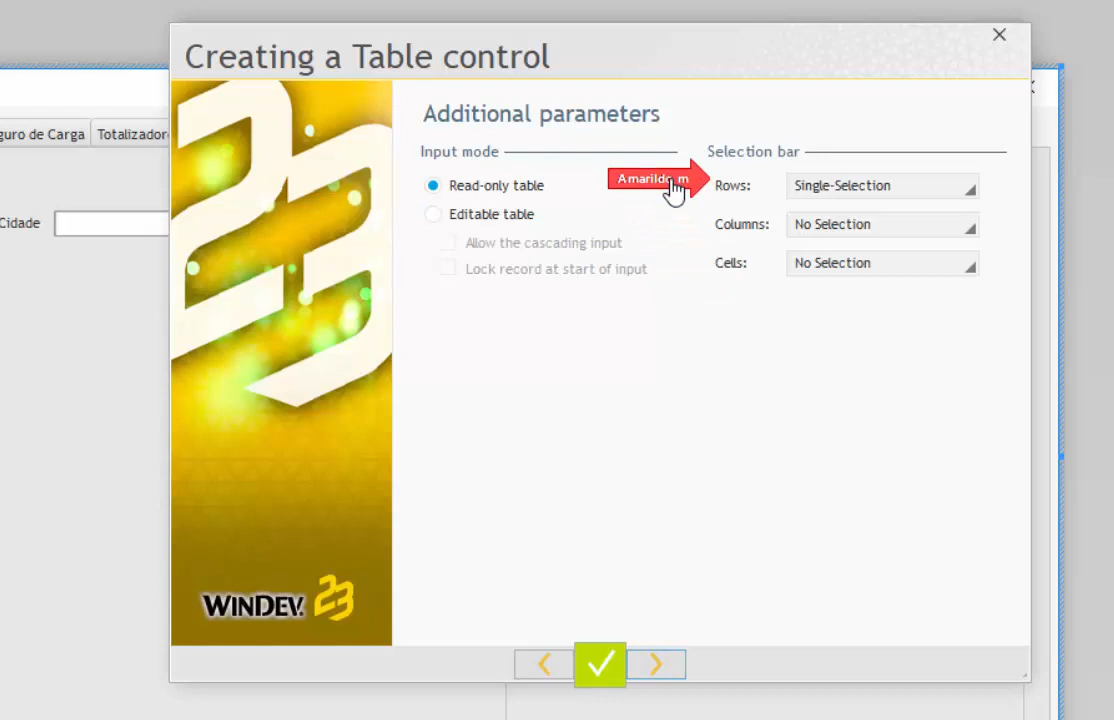 Creating a Table control
guro de Carga
Totalizador
Cidade
Additional parameters
Input mode
Read-only table
Editable table
Allow the cascading input
Lock record at start of input
Selection bar
Rows: Single-Selection
Columns: No Selection
Cells: No Selection
WINDEV. 23
23